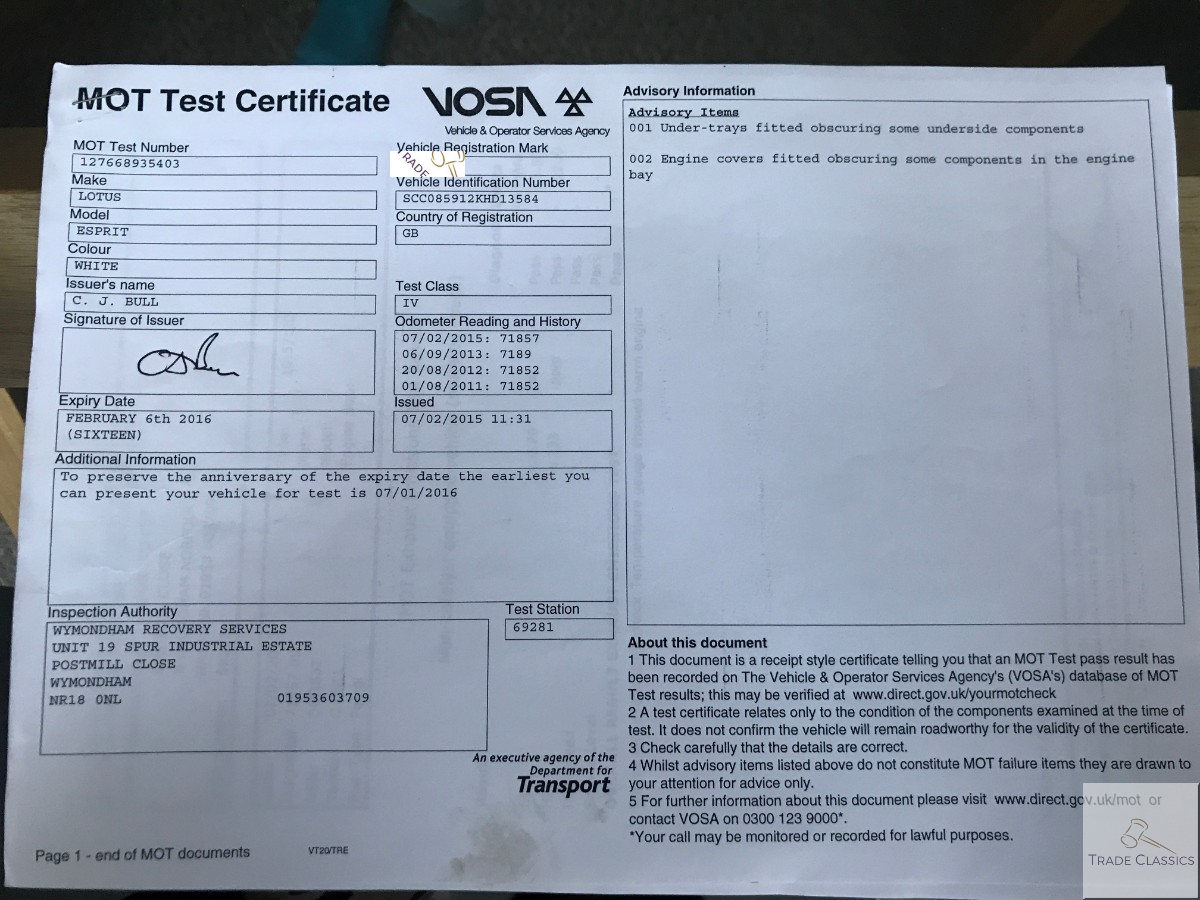 MOT Test Certificate
VOSA
Vehicle & Operator Services Agency
MOT Test Number
127668935403
Vehicle Registration Mark
TRADE
Make
LOTUS
Vehicle Identification Number
SCC085912KHD13584
Model
ESPRIT
Country of Registration
GB
Colour
WHITE
Issuer's name
C. J. BULL
Test Class
IV
Signature of Issuer
Odometer Reading and History
07/02/2015: 71857
06/09/2013: 7189
20/08/2012: 71852
01/08/2011: 71852
Expiry Date
FEBRUARY 6th 2016
(SIXTEEN)
Issued
07/02/2015 11:31
Additional Information
To preserve the anniversary of the expiry date the earliest you
can present your vehicle for test is 07/01/2016
Inspection Authority
WYMONDHAM RECOVERY SERVICES
UNIT 19 SPUR INDUSTRIAL ESTATE
POSTMILL CLOSE
WYMONDHAM
NR18 0NL 01953603709
Test Station
69281
An executive agency of the
Department for
Transport
Page 1 - end of MOT documents
VT20/TRE
Advisory Information
Advisory Items
001 Under-trays fitted obscuring some underside components
002 Engine covers fitted obscuring some components in the engine
bay
About this document
1 This document is a receipt style certificate telling you that an MOT Test pass result has
been recorded on The Vehicle & Operator Services Agency's (VOSA's) database of MOT
Test results; this may be verified at www.direct.gov.uk/yourmotcheck
2 A test certificate relates only to the condition of the components examined at the time of
test. It does not confirm the vehicle will remain roadworthy for the validity of the certificate.
3 Check carefully that the details are correct.
4 Whilst advisory items listed above do not constitute MOT failure items they are drawn to
your attention for advice only.
5 For further information about this document please visit www.direct.gov.uk/mot or
contact VOSA on 0300 123 9000*.
*Your call may be monitored or recorded for lawful purposes.
TRADE CLASSICS